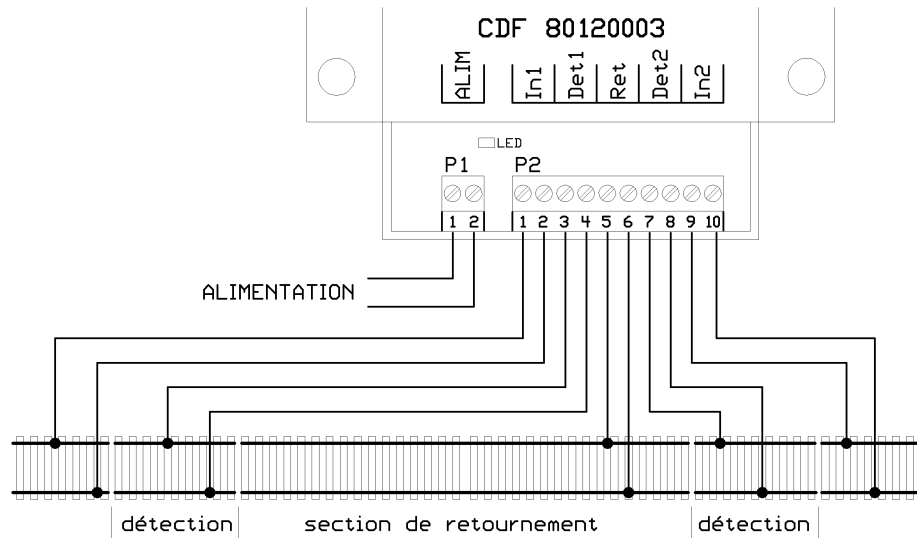 CDF 80120003
ALIM In1 Det1 Ret Det2 In2
LED
P1 P2
1 2 1 2 3 4 5 6 7 8 9 10
ALIMENTATION
détection section de retournement détection